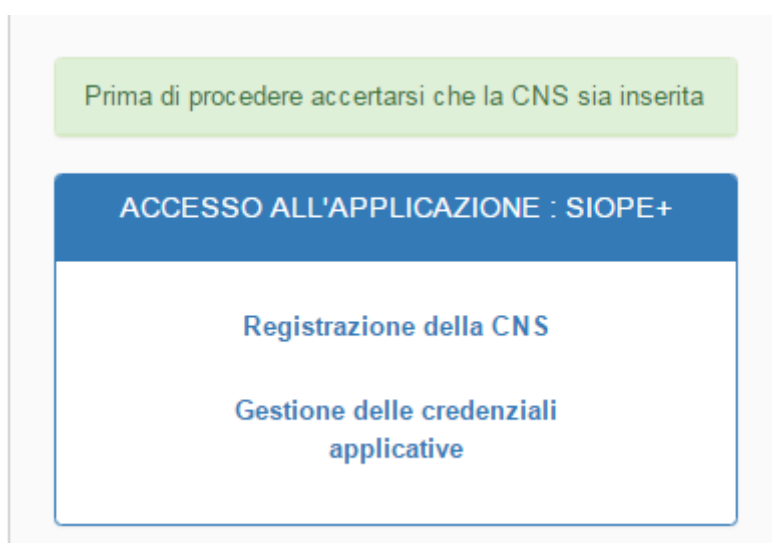 Prima di procedere accertarsi che la CNS sia inserita
ACCESSO ALL'APPLICAZIONE : SIOPE+
Registrazione della CNS
Gestione delle credenziali
applicative